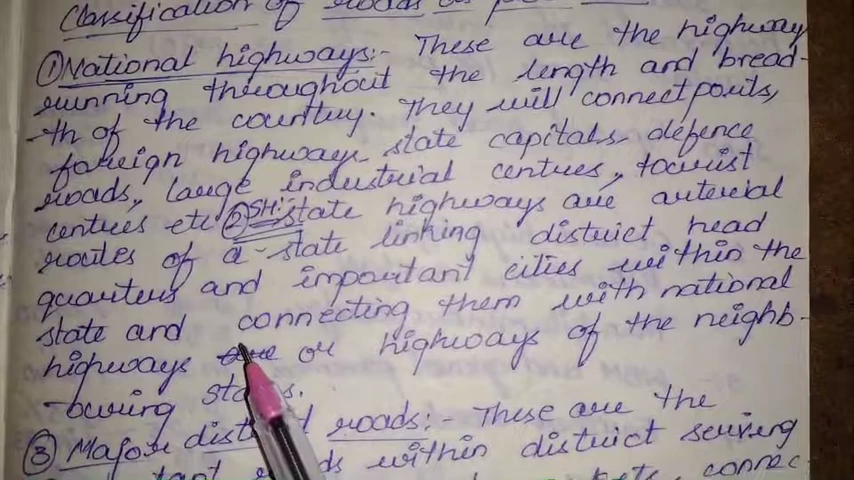 Classification of roads as per
① National highways:- These are the highway
running throughout the length and bread-
-th of the country. They will connect ports,
foreign highways, state capitals, defence
roads, large industrial centres, tourist
centres etc ② SH:- state highways are arterial
routes of a state linking district head
quarters and important cities within the
state and connecting them with national
highways or highways of the neighb-
-ouring states.
③ Major district roads:- These are the
roads within district serving
connec-